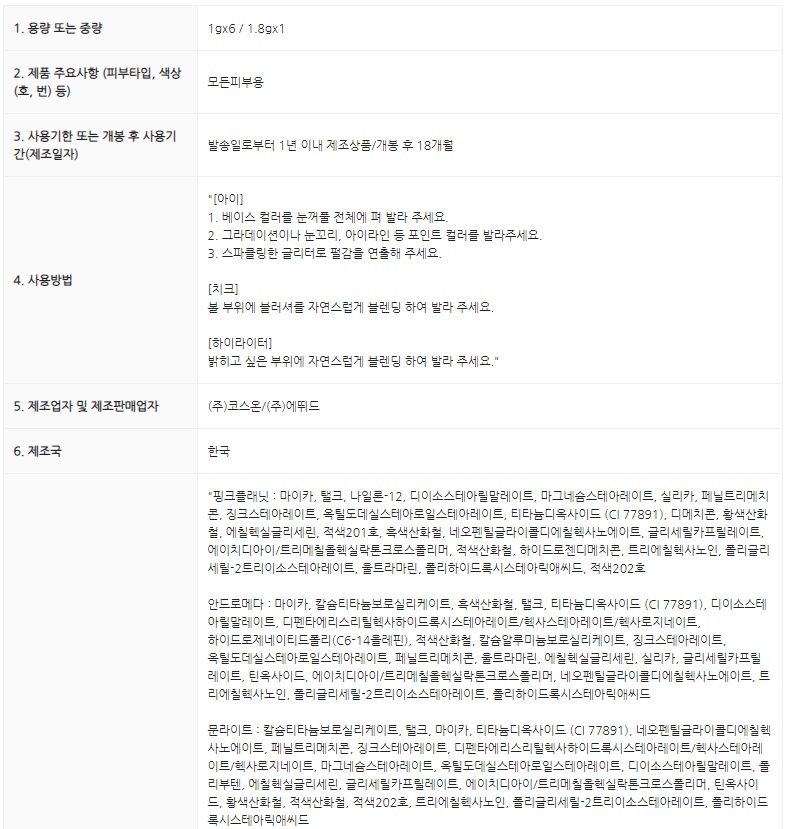 1. 용량 또는 중량
1gx6 / 1.8gx1
2. 제품 주요사항 (피부타입, 색상
(호, 번) 등)
모든피부용
3. 사용기한 또는 개봉 후 사용기
간(제조일자)
발송일로부터 1년 이내 제조상품/개봉 후 18개월
4. 사용방법
"[아이]
1. 베이스 컬러를 눈꺼풀 전체에 펴 발라 주세요.
2. 그라데이션이나 눈꼬리, 아이라인 등 포인트 컬러를 발라주세요.
3. 스파클링한 글리터로 펄감을 연출해 주세요.
[치크]
볼 부위에 블러셔를 자연스럽게 블렌딩 하여 발라 주세요.
[하이라이터]
밝히고 싶은 부위에 자연스럽게 블렌딩 하여 발라 주세요."
5. 제조업자 및 제조판매업자
(주)코스온/(주)에뛰드
6. 제조국
한국
"핑크플래닛 : 마이카, 탤크, 나일론-12, 디이소스테아릴말레이트, 마그네슘스테아레이트, 실리카, 페닐트리메치
콘, 징크스테아레이트, 옥틸도데실스테아로일스테아레이트, 티타늄디옥사이드 (CI 77891), 디메치콘, 황색산화
철, 에칠헥실글리세린, 적색201호, 흑색산화철, 네오펜틸글라이콜디에칠헥사노에이트, 글리세릴카프릴레이트,
에이치디아이/트리메칠올헥실락톤크로스폴리머, 적색산화철, 하이드로젠디메치콘, 트리에칠헥사노인, 폴리글리
세릴-2트리이소스테아레이트, 울트라마린, 폴리하이드록시스테아릭애씨드, 적색202호
안드로메다 : 마이카, 칼슘티타늄보로실리케이트, 흑색산화철, 탤크, 티타늄디옥사이드 (CI 77891), 디이소스테
아릴말레이트, 디펜타에리스리틸헥사하이드록시스테아레이트/헥사스테아레이트/헥사로지네이트,
하이드로제네이티드폴리(C6-14올레핀), 적색산화철, 칼슘알루미늄보로실리케이트, 징크스테아레이트,
옥틸도데실스테아로일스테아레이트, 페닐트리메치콘, 울트라마린, 에칠헥실글리세린, 실리카, 글리세릴카프릴
레이트, 틴옥사이드, 에이치디아이/트리메칠올헥실락톤크로스폴리머, 네오펜틸글라이콜디에칠헥사노에이트, 트
리에칠헥사노인, 폴리글리세릴-2트리이소스테아레이트, 폴리하이드록시스테아릭애씨드
문라이트 : 칼슘티타늄보로실리케이트, 탤크, 마이카, 티타늄디옥사이드 (CI 77891), 네오펜틸글라이콜디에칠헥
사노에이트, 페닐트리메치콘, 징크스테아레이트, 디펜타에리스리틸헥사하이드록시스테아레이트/헥사스테아레
이트/헥사로지네이트, 마그네슘스테아레이트, 옥틸도데실스테아로일스테아레이트, 디이소스테아릴말레이트, 폴
리부텐, 에칠헥실글리세린, 글리세릴카프릴레이트, 에이치디아이/트리메칠올헥실락톤크로스폴리머, 틴옥사이
드, 황색산화철, 적색산화철, 적색202호, 트리에칠헥사노인, 폴리글리세릴-2트리이소스테아레이트, 폴리하이드
록시스테아릭애씨드